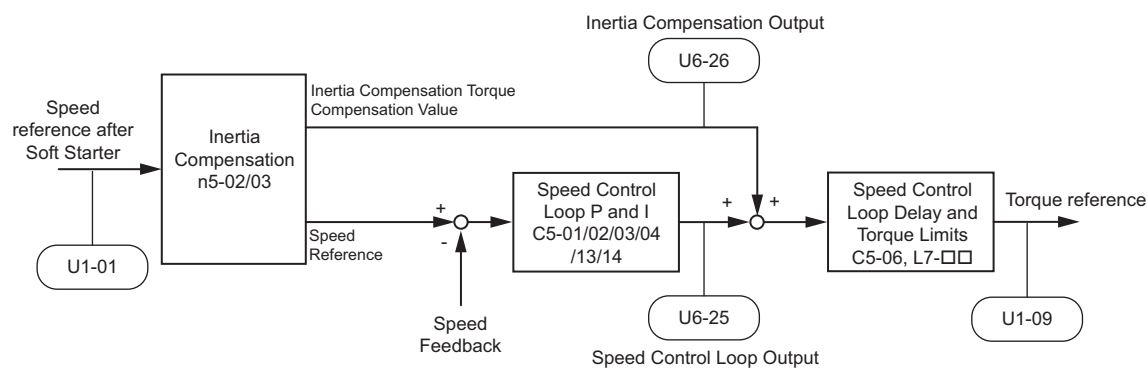 Inertia Compensation Output
U6-26
Inertia Compensation Torque
Compensation Value
Speed
reference after
Soft Starter
Inertia
Compensation
n5-02/03
U1-01
+
-
Speed
Reference
Speed
Feedback
Speed Control
Loop P and I
C5-01/02/03/04
/13/14
+
+
U6-25
Speed Control Loop Output
Speed Control
Loop Delay and
Torque Limits
C5-06, L7-□□
Torque reference
U1-09